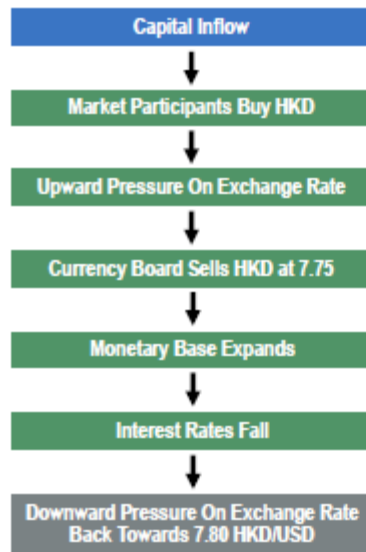 Capital Inflow
Market Participants Buy HKD
Upward Pressure On Exchange Rate
Currency Board Sells HKD at 7.75
Monetary Base Expands
Interest Rates Fall
Downward Pressure On Exchange Rate
Back Towards 7.80 HKD/USD